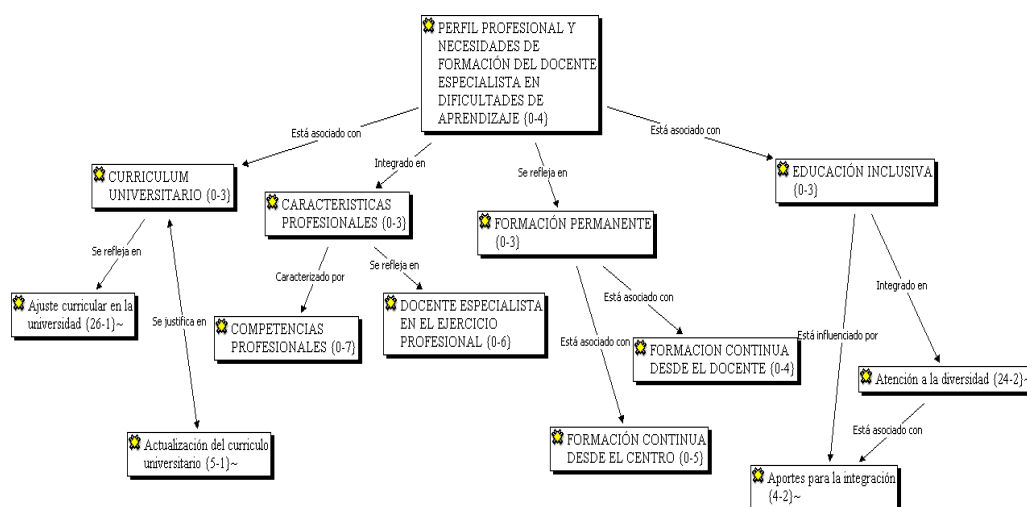 PERFIL PROFESIONAL Y
NECESIDADES DE
FORMACIÓN DEL DOCENTE
ESPECIALISTA EN
DIFICULTADES DE
APRENDIZAJE {0-4}
Está asociado con
Integrado en
Se refleja en
Está asociado con
CURRICULUM
UNIVERSITARIO {0-3}
CARACTERISTICAS
PROFESIONALES {0-3}
FORMACIÓN PERMANENTE
{0-3}
EDUCACIÓN INCLUSIVA
{0-3}
Se refleja en
Se justifica en
Caracterizado por
Se refleja en
Está asociado con
Está asociado con
Está influenciado por
Integrado en
Ajuste curricular en la
universidad {26-1}~
COMPETENCIAS
PROFESIONALES {0-7}
DOCENTE ESPECIALISTA
EN EL EJERCICIO
PROFESIONAL {0-6}
FORMACION CONTINUA
DESDE EL DOCENTE {0-4}
Atención a la diversidad {24-2}~
Está asociado con
Actualización del curriculo
universitario {5-1}~
FORMACIÓN CONTINUA
DESDE EL CENTRO {0-5}
Aportes para la integración
{4-2}~